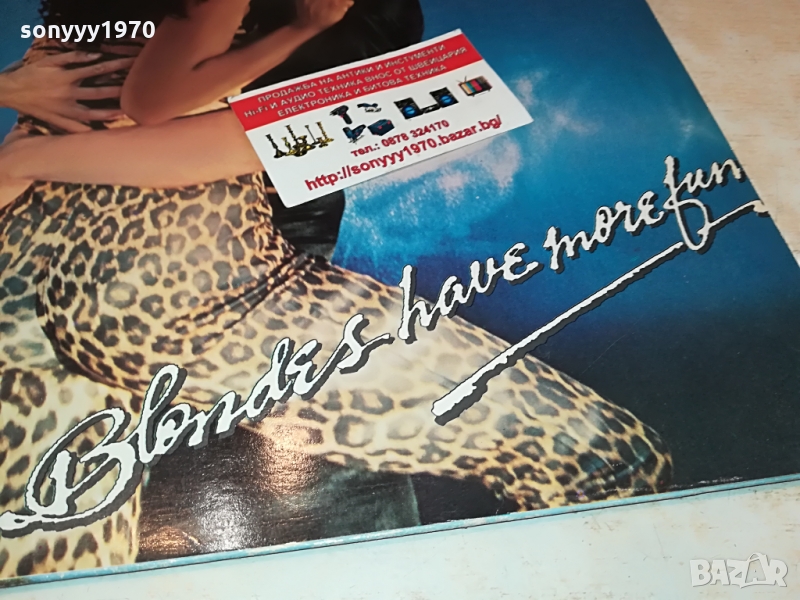 sonyyy1970
ПРОДАЖБА НА АНТИКИ И ИНСТУМЕНТИ
Hi-Fi И АУДИО ТЕХНИКА ВНОС ОТ ШВЕЙЦАРИЯ
ЕЛЕКТРОНИКА И БИТОВА ТЕХНИКА
тел.: 0878 324170
http://sonyyy1970.bazar.bg/
Blondes have more fun
BAZAR